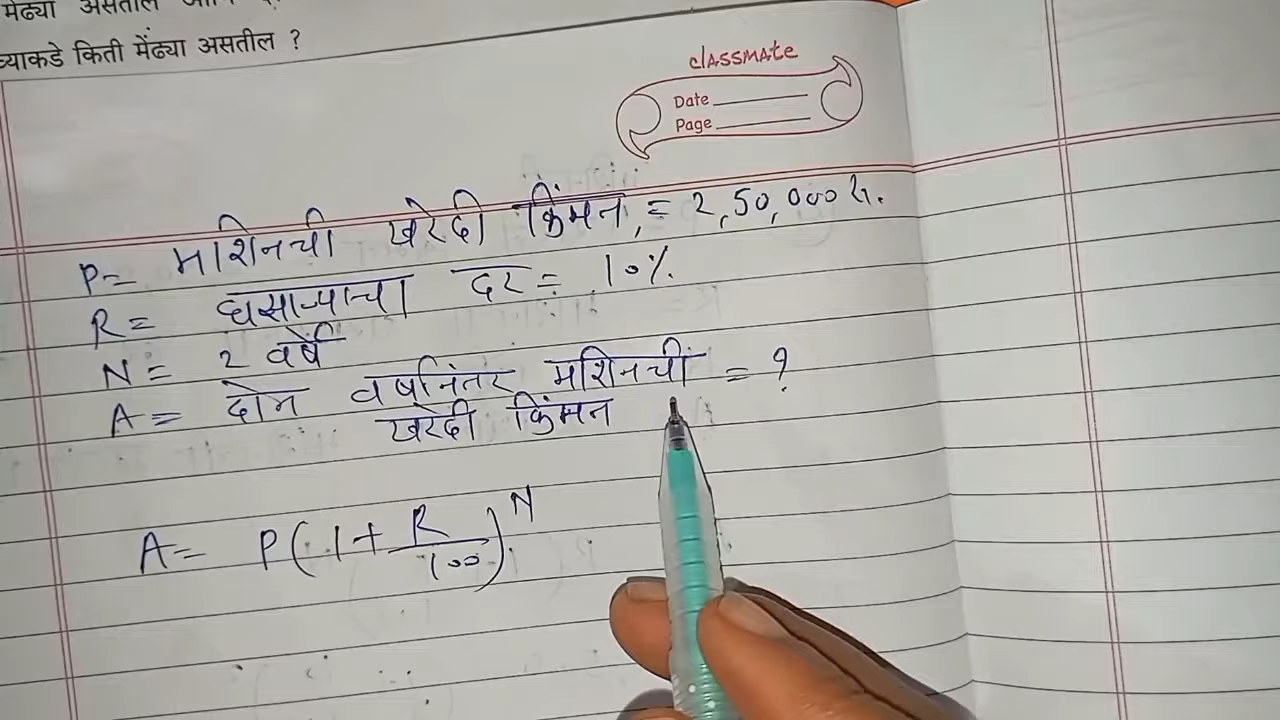 मेंढ्या असतील
च्याकडे किती मेंढ्या असतील ?
classmate
Date
Page
P= मशिनची खरेदी किंमत, = 2,50,000 रु.
R = घसाऱ्याचा दर = 10%
N = 2 वर्षे
A = दोन वर्षानंतर मशिनची = ?
खरेदी किंमत
A = P(1+R/100)^N